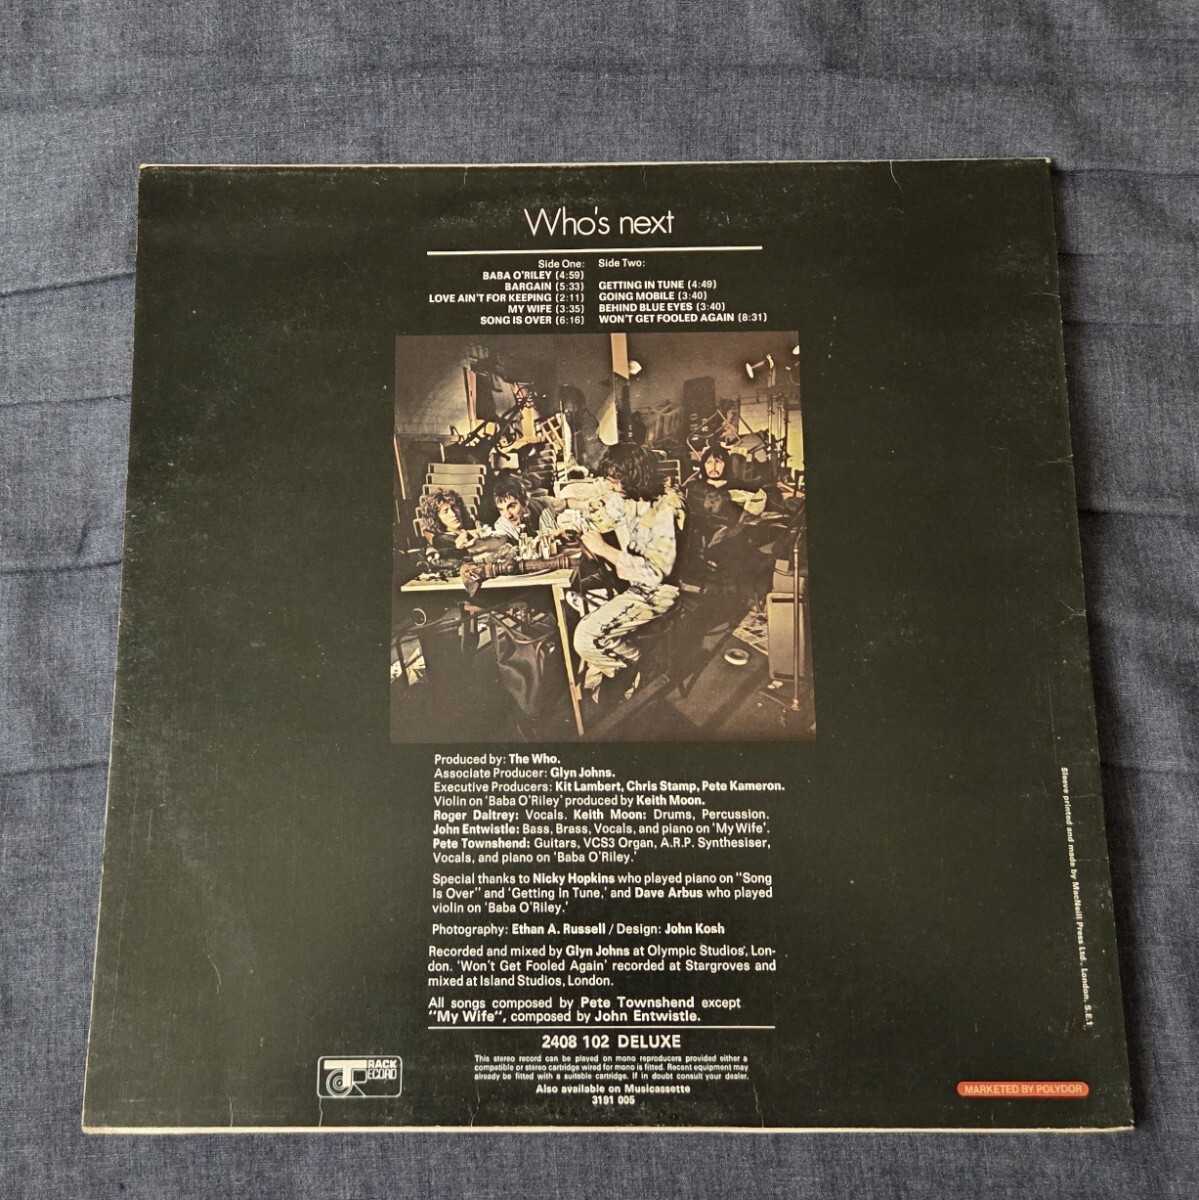 Who's next
Side One:
BABA O'RILEY (4:59)
BARGAIN (5:33)
LOVE AIN'T FOR KEEPING (2:11)
MY WIFE (3:35)
SONG IS OVER (6:16)
Side Two:
GETTING IN TUNE (4:49)
GOING MOBILE (3:40)
BEHIND BLUE EYES (3:40)
WON'T GET FOOLED AGAIN (8:31)
Produced by: The Who.
Associate Producer: Glyn Johns.
Executive Producers: Kit Lambert, Chris Stamp, Pete Kameron.
Violin on 'Baba O'Riley' produced by Keith Moon.
Roger Daltrey: Vocals. Keith Moon: Drums, Percussion.
John Entwistle: Bass, Brass, Vocals, and piano on 'My Wife'.
Pete Townshend: Guitars, VCS3 Organ, A.R.P. Synthesiser,
Vocals, and piano on 'Baba O'Riley.'
Special thanks to Nicky Hopkins who played piano on "Song
Is Over" and 'Getting In Tune,' and Dave Arbus who played
violin on 'Baba O'Riley.'
Photography: Ethan A. Russell / Design: John Kosh
Recorded and mixed by Glyn Johns at Olympic Studios, Lon-
don. 'Won't Get Fooled Again' recorded at Stargroves and
mixed at Island Studios, London.
All songs composed by Pete Townshend except
"My Wife", composed by John Entwistle.
2408 102 DELUXE
This stereo record can be played on mono reproducers provided either a
compatible or stereo cartridge wired for mono is fitted. Recent equipment may
already be fitted with a suitable cartridge. If in doubt consult your dealer.
Also available on Musicassette
3191 005
TRACK
RECORD
MARKETED BY POLYDOR
Sleeve printed and made by MacNeill Press Ltd., London, S.E.1